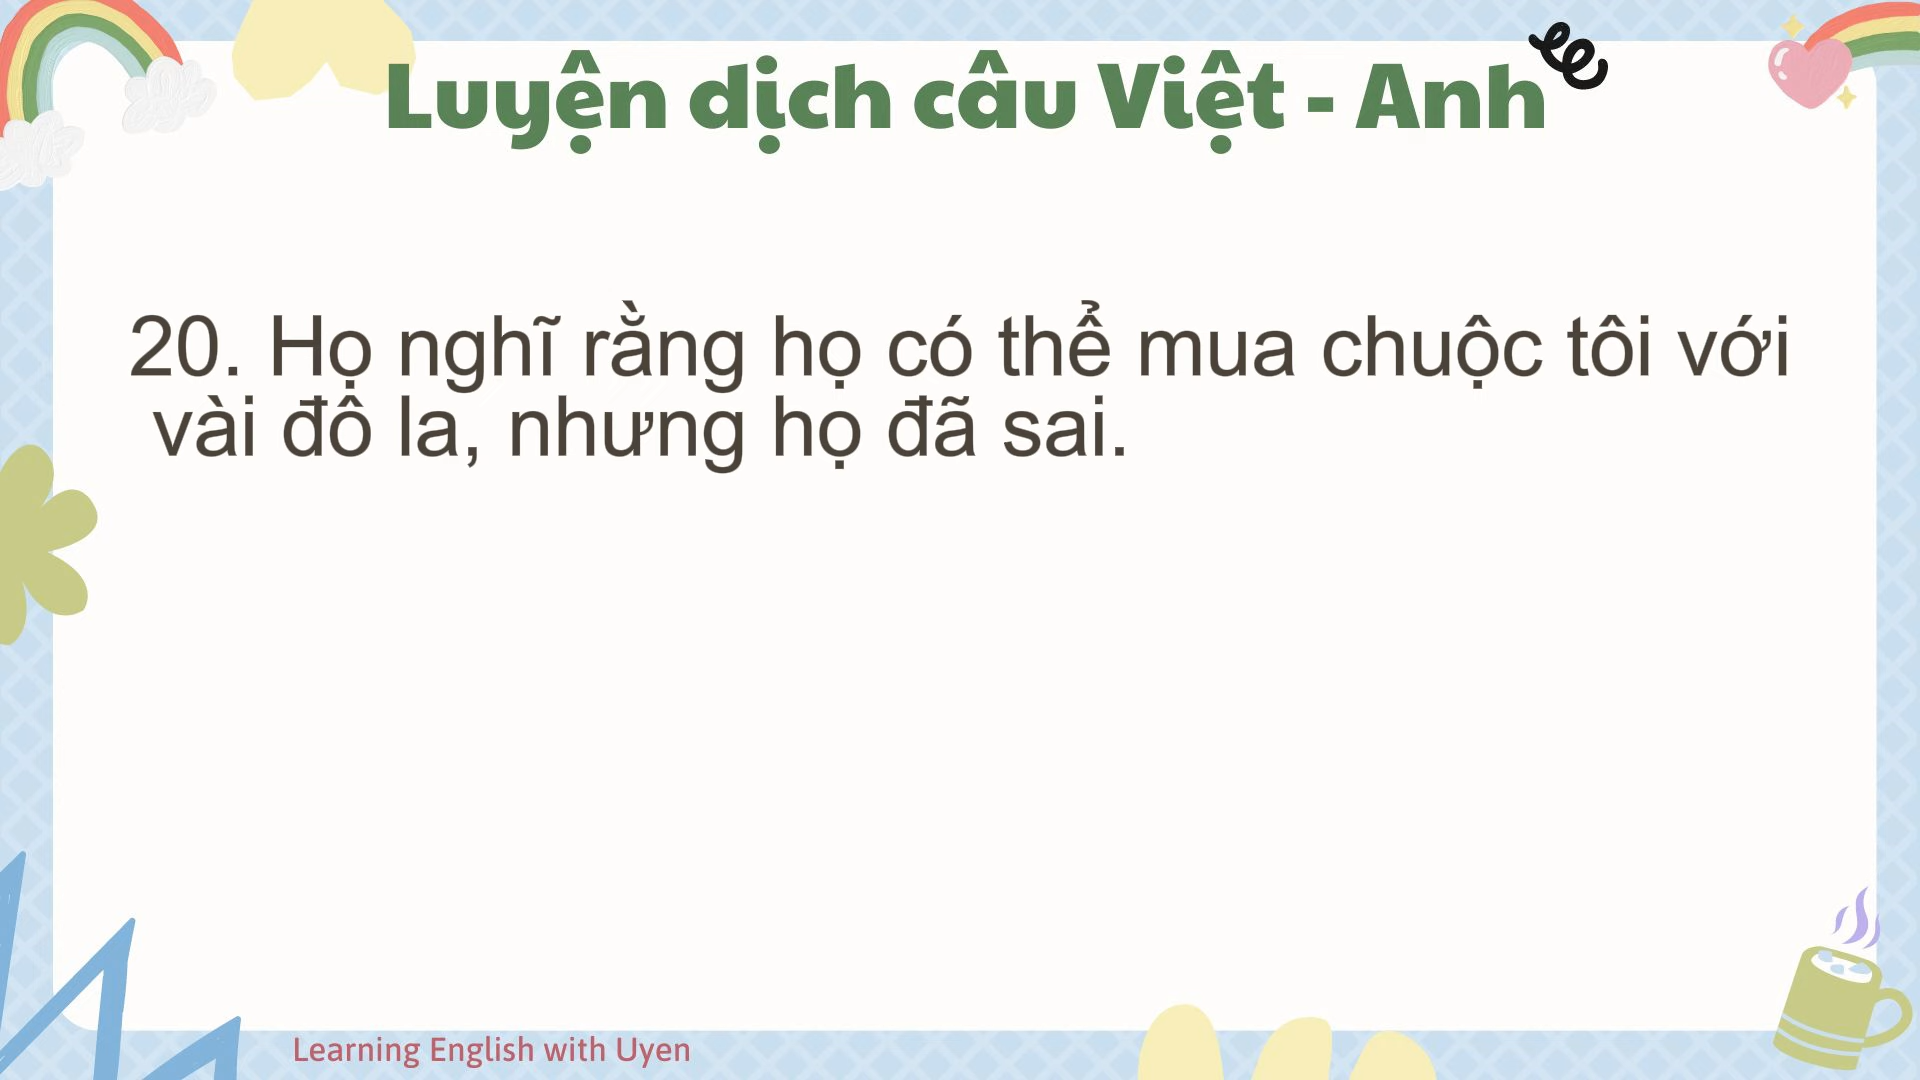 Luyện dịch câu Việt - Anh
20. Họ nghĩ rằng họ có thể mua chuộc tôi với
vài đô la, nhưng họ đã sai.
Learning English with Uyen